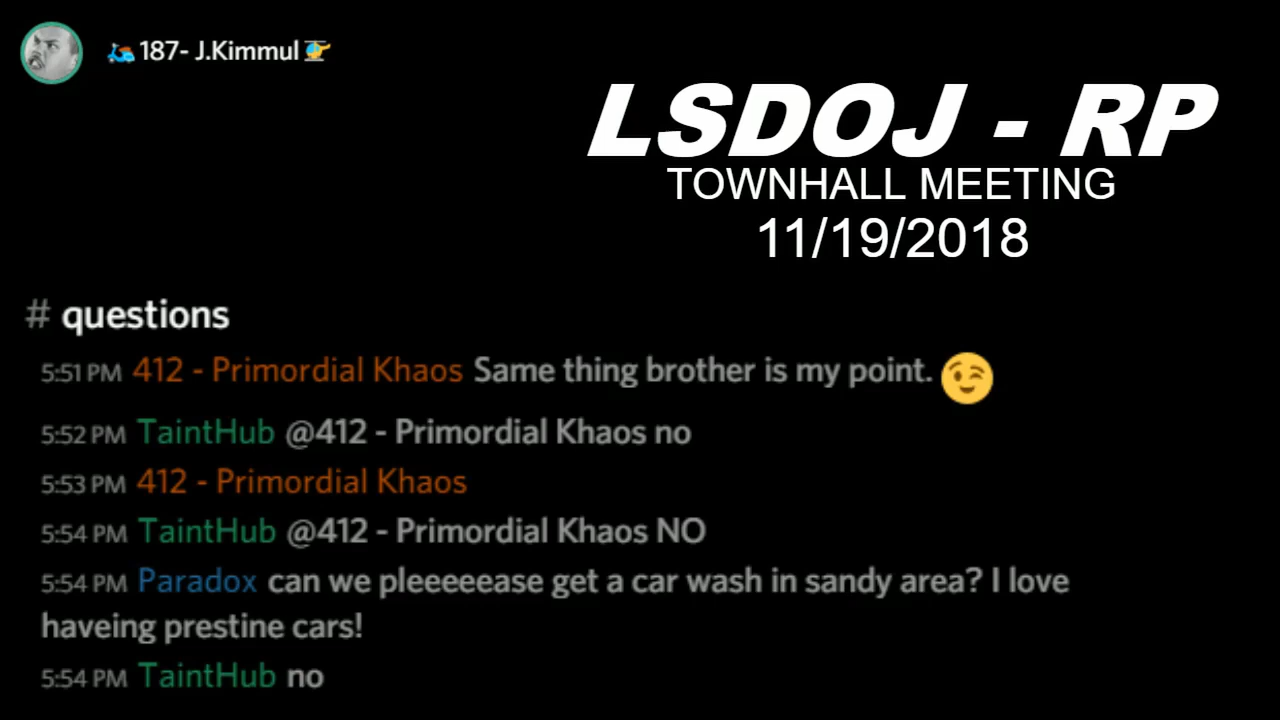 🛵 187- J.Kimmul 🚁
LSDOJ - RP
TOWNHALL MEETING
11/19/2018
# questions
5:51 PM 412 - Primordial Khaos Same thing brother is my point. 😉
5:52 PM TaintHub @412 - Primordial Khaos no
5:53 PM 412 - Primordial Khaos
5:54 PM TaintHub @412 - Primordial Khaos NO
5:54 PM Paradox can we pleeeeease get a car wash in sandy area? I love
haveing prestine cars!
5:54 PM TaintHub no